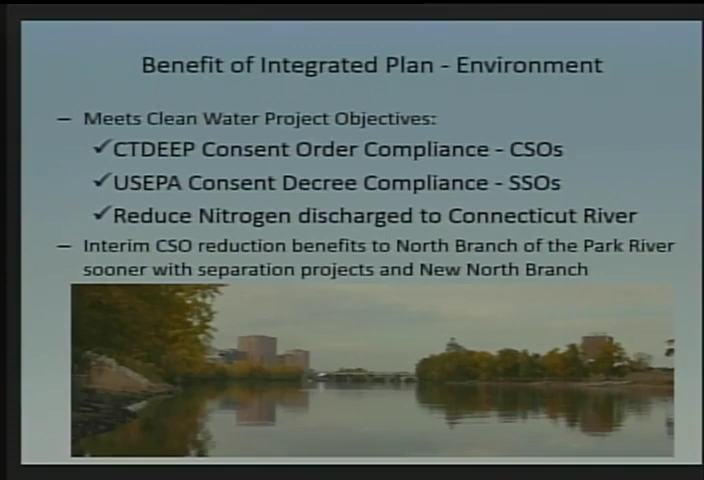 Benefit of Integrated Plan - Environment
– Meets Clean Water Project Objectives:
✓CTDEEP Consent Order Compliance - CSOs
✓USEPA Consent Decree Compliance - SSOs
✓Reduce Nitrogen discharged to Connecticut River
– Interim CSO reduction benefits to North Branch of the Park River
sooner with separation projects and New North Branch